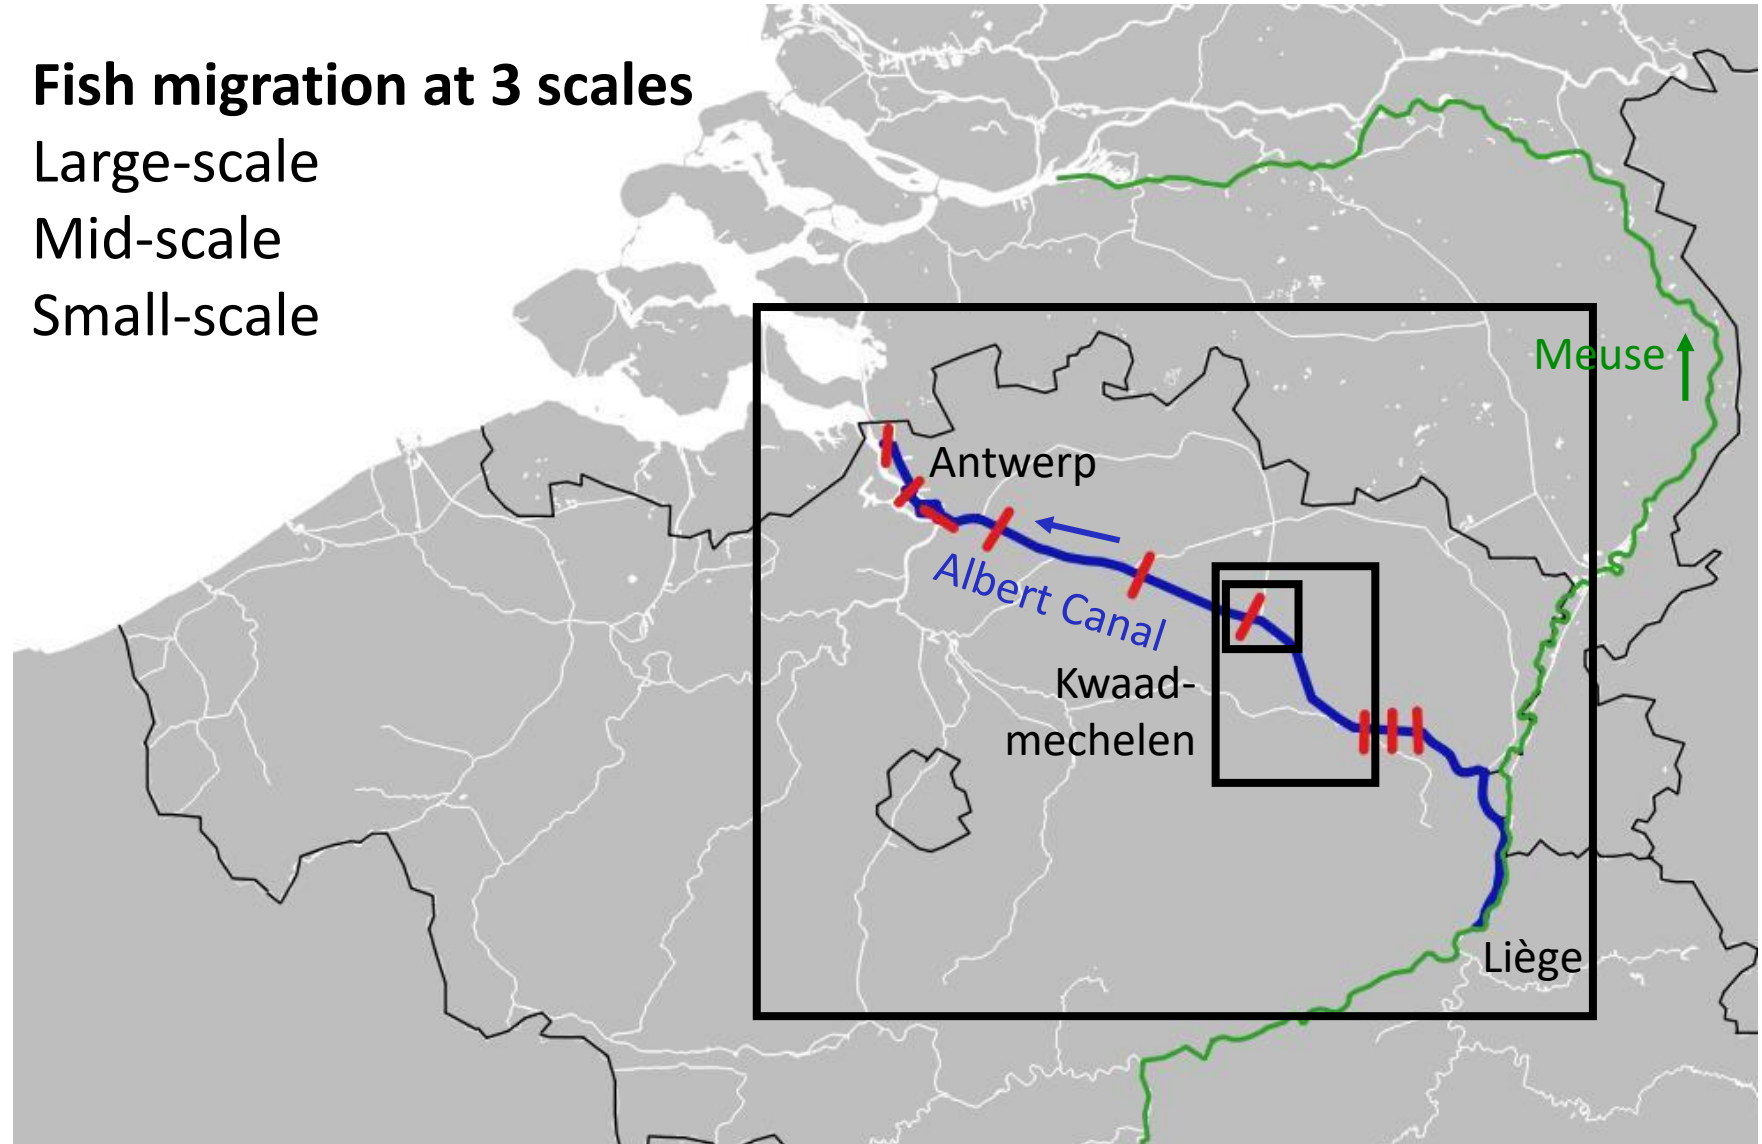 Fish migration at 3 scales
Large-scale
Mid-scale
Small-scale
Meuse
Antwerp
Albert Canal
Kwaad-
mechelen
Liège